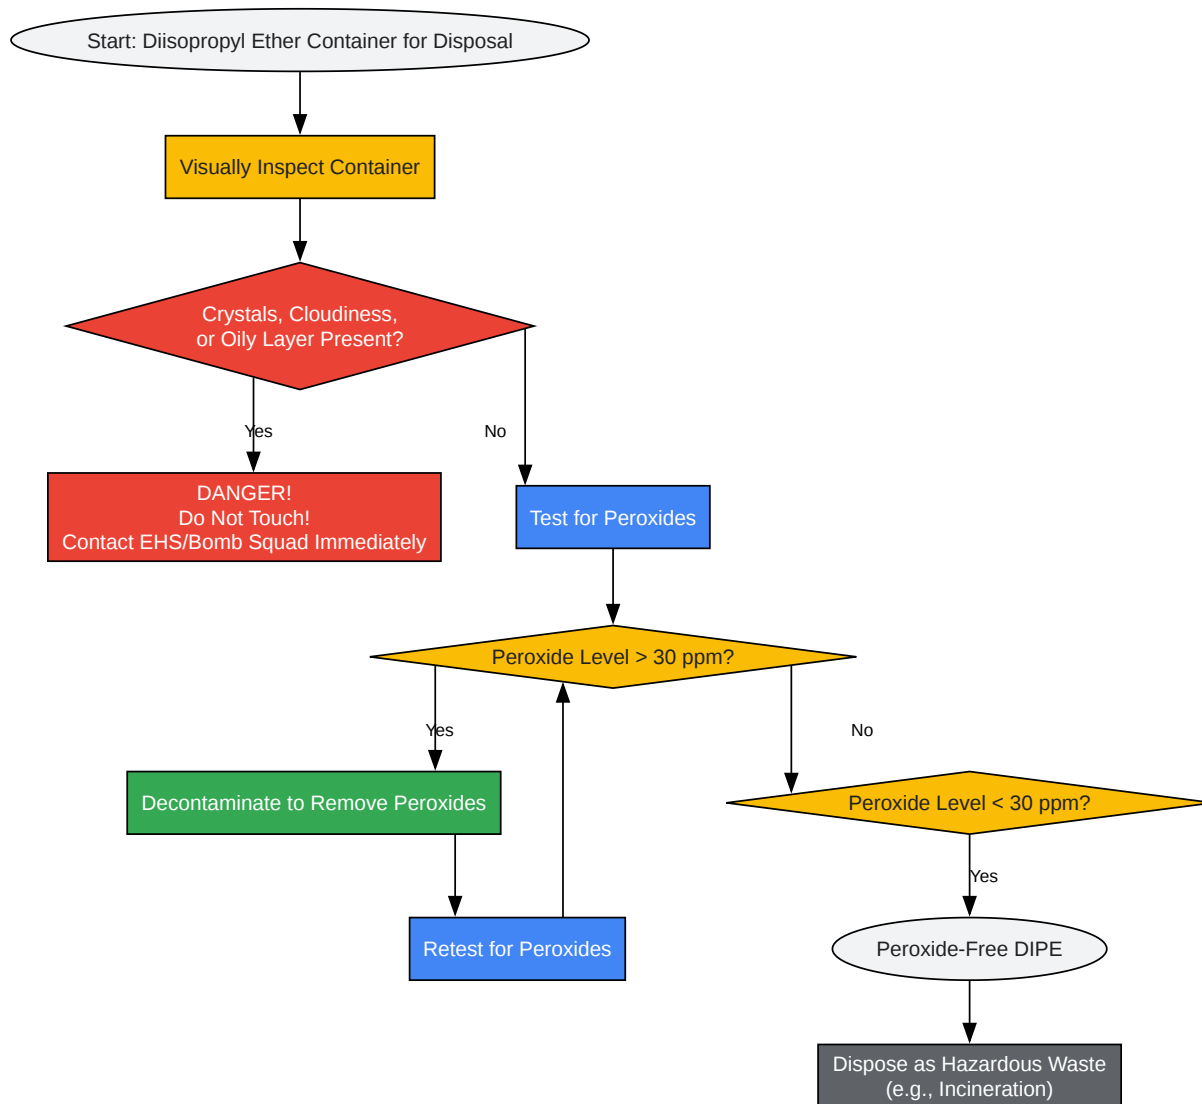 Start: Diisopropyl Ether Container for Disposal
Visually Inspect Container
Crystals, Cloudiness,
or Oily Layer Present?
Yes
No
DANGER!
Do Not Touch!
Contact EHS/Bomb Squad Immediately
Test for Peroxides
Peroxide Level > 30 ppm?
Yes
No
Decontaminate to Remove Peroxides
Peroxide Level < 30 ppm?
Yes
Retest for Peroxides
Peroxide-Free DIPE
Dispose as Hazardous Waste
(e.g., Incineration)